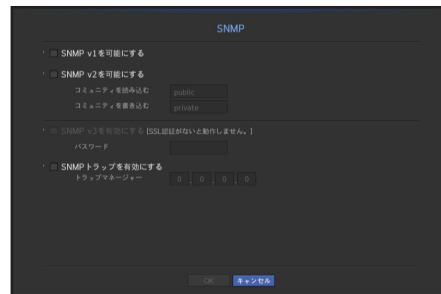 SNMP
SNMP v1を可能にする
SNMP v2を可能にする
コミュニティを読み込む public
コミュニティを書き込む private
SNMP v3を有効にする [SSL認証がないと動作しません。]
パスワード
SNMPトラップを有効にする
トラップマネージャー 0 . 0 . 0 . 0
OK キャンセル